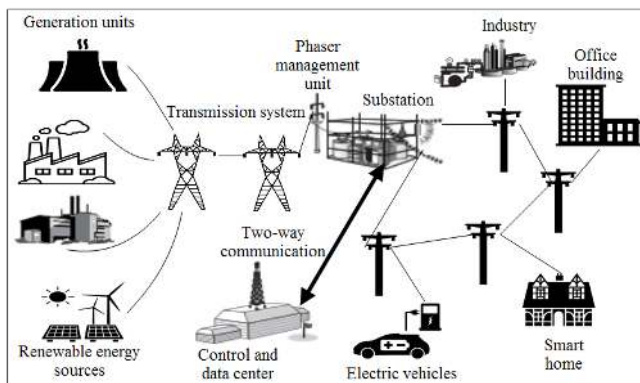 Generation units
Phaser
management
unit
Industry
Office
building
Transmission system
Substation
Two-way
communication
Renewable energy
sources
Control and
data center
Electric vehicles
Smart
home